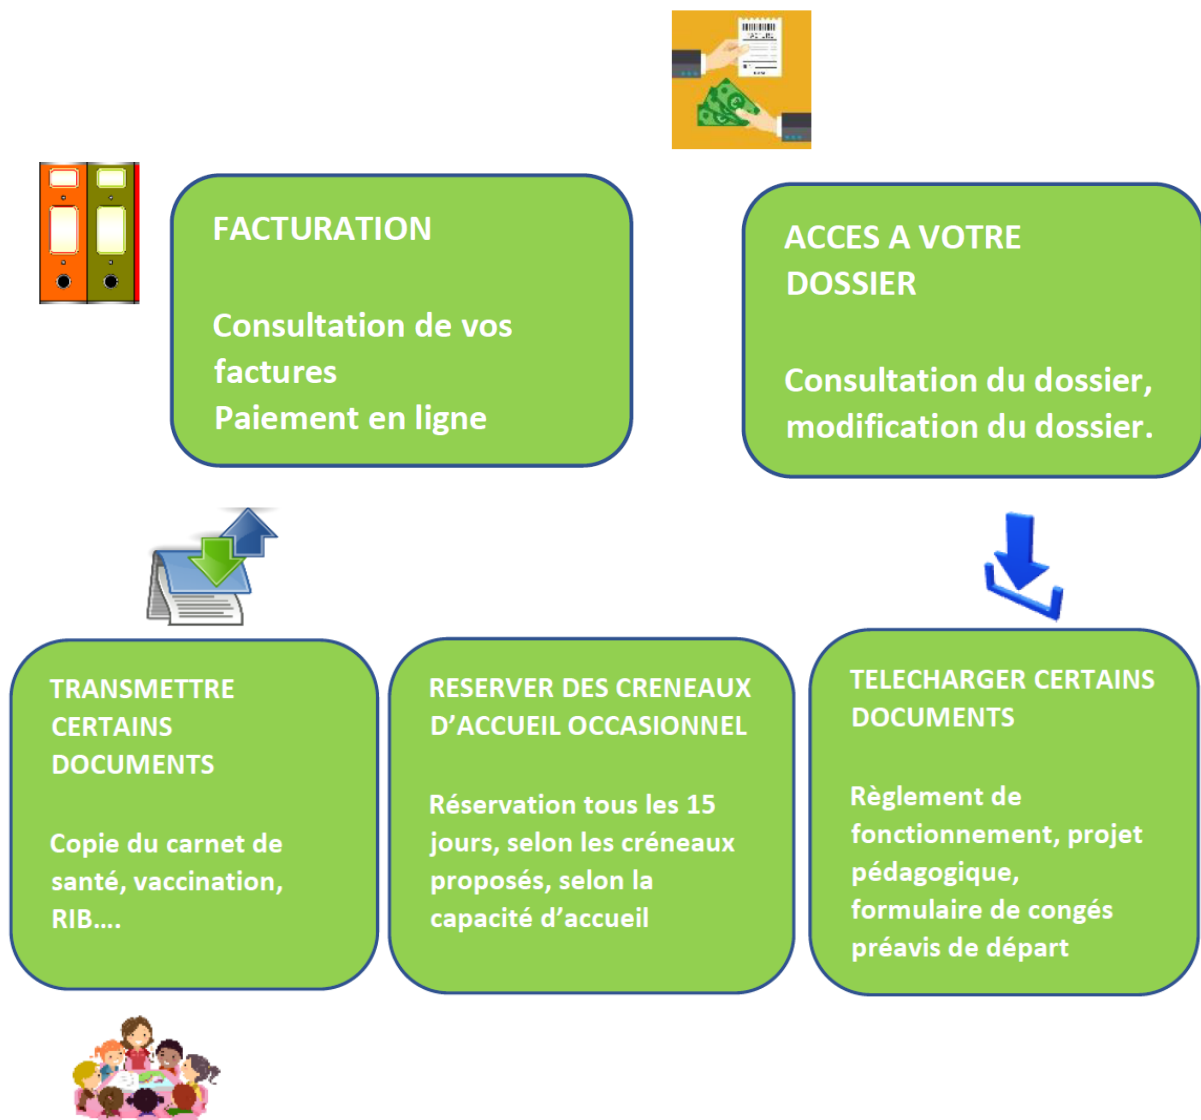 FACTURE
FACTURATION
Consultation de vos
factures
Paiement en ligne
ACCES A VOTRE
DOSSIER
Consultation du dossier,
modification du dossier.
TRANSMETTRE
CERTAINS
DOCUMENTS
Copie du carnet de
santé, vaccination,
RIB....
RESERVER DES CRENEAUX
D’ACCUEIL OCCASIONNEL
Réservation tous les 15
jours, selon les créneaux
proposés, selon la
capacité d’accueil
TELECHARGER CERTAINS
DOCUMENTS
Règlement de
fonctionnement, projet
pédagogique,
formulaire de congés
préavis de départ